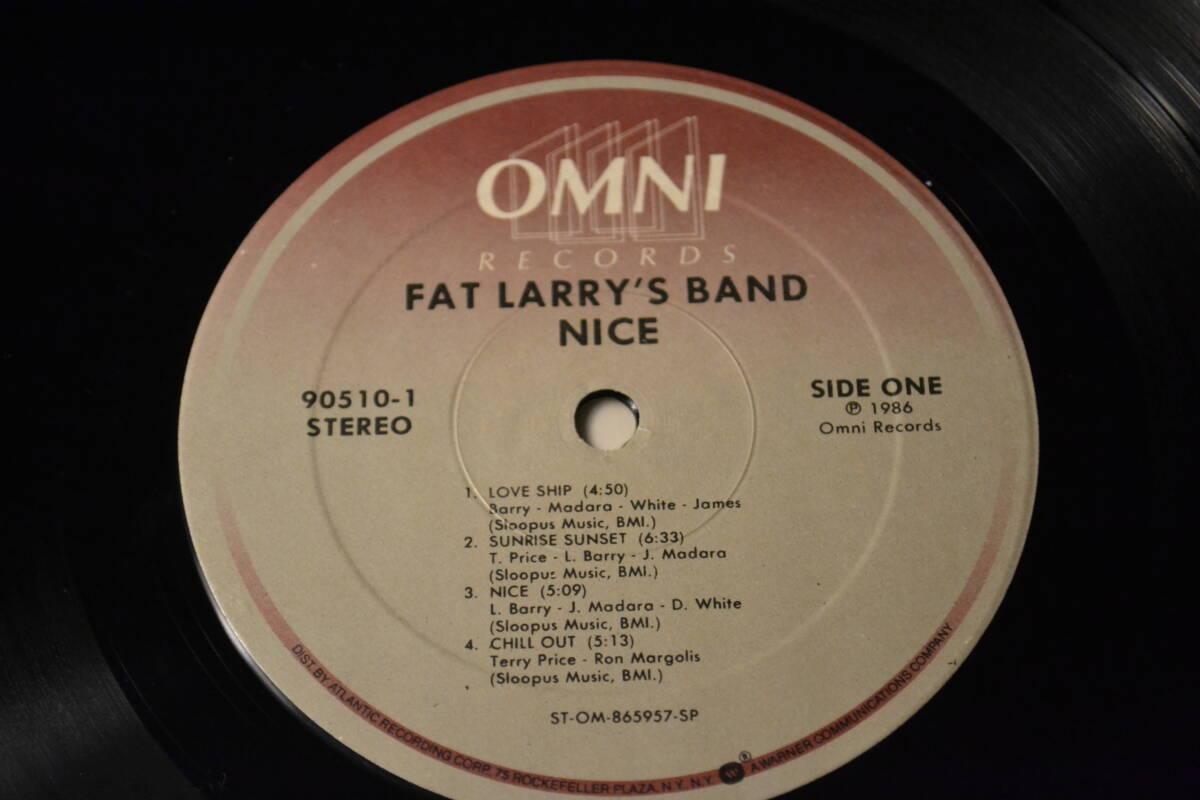 OMNI
RECORDS
FAT LARRY'S BAND
NICE
90510-1
STEREO
SIDE ONE
℗ 1986
Omni Records
1. LOVE SHIP (4:50)
Barry - Madara - White - James
(Sloopus Music, BMI.)
2. SUNRISE SUNSET (6:33)
T. Price - L. Barry - J. Madara
(Sloopus Music, BMI.)
3. NICE (5:09)
L. Barry - J. Madara - D. White
(Sloopus Music, BMI.)
4. CHILL OUT (5:13)
Terry Price - Ron Margolis
(Sloopus Music, BMI.)
ST-OM-865957-SP
DIST. BY ATLANTIC RECORDING CORP. 75 ROCKEFELLER PLAZA, N.Y. N.Y. W ® A WARNER COMMUNICATIONS COMPANY